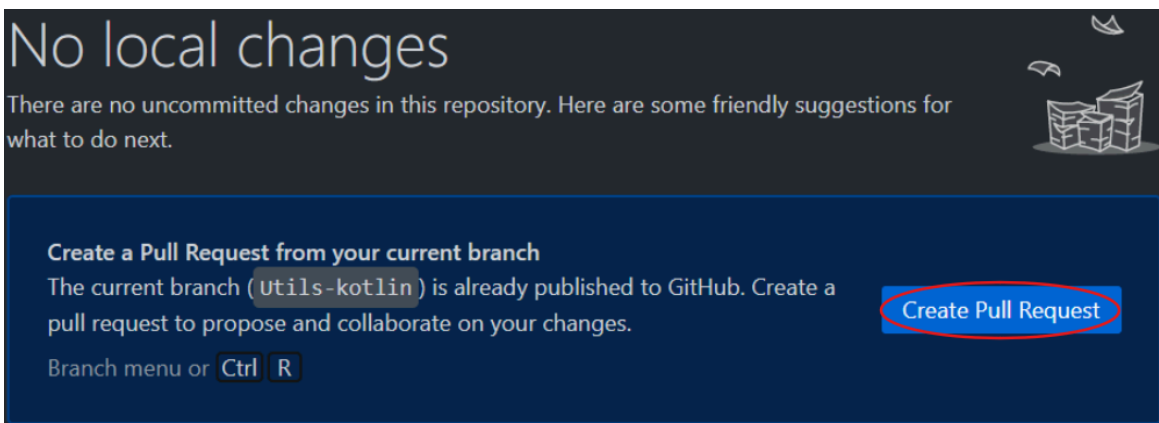 No local changes
There are no uncommitted changes in this repository. Here are some friendly suggestions for
what to do next.
Create a Pull Request from your current branch
The current branch ( Utils-kotlin ) is already published to GitHub. Create a
pull request to propose and collaborate on your changes.
Create Pull Request
Branch menu or Ctrl R